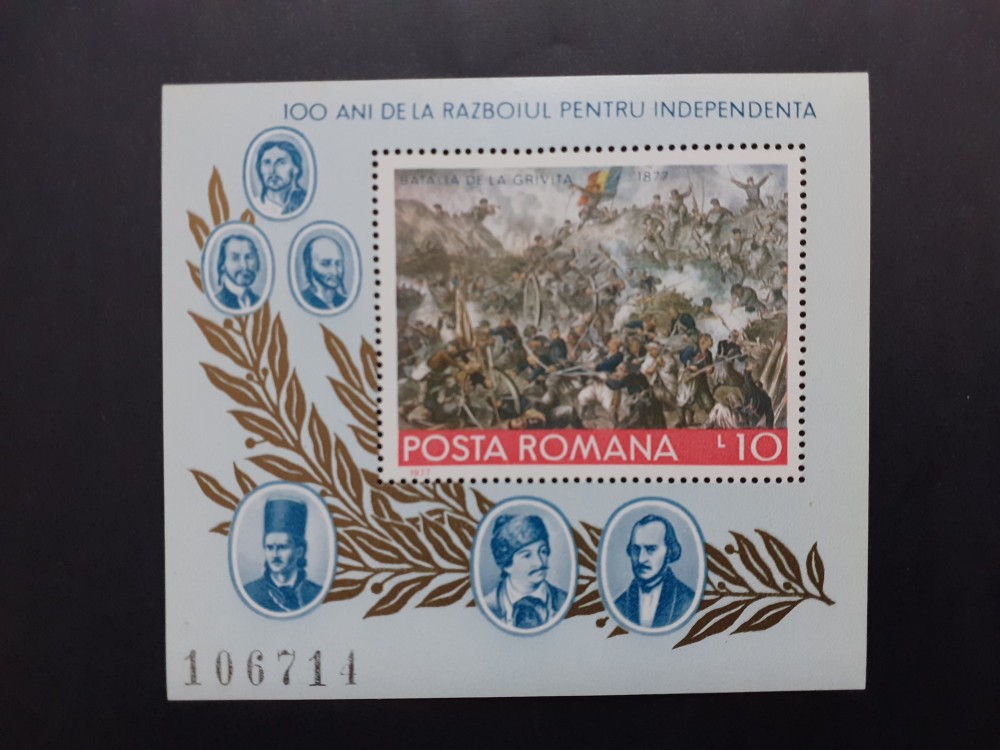 100 ANI DE LA RAZBOIUL PENTRU INDEPENDENTA
BATALIA DE LA GRIVITA 1877
POSTA ROMANA L10
1977
106714